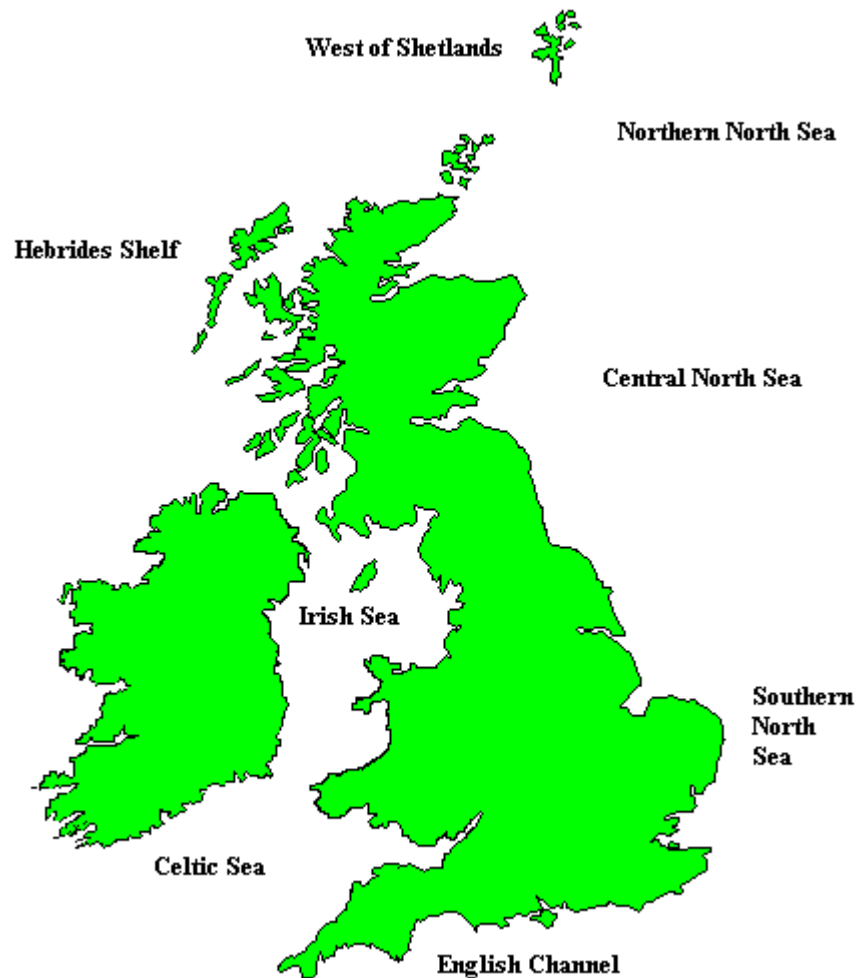 West of Shetlands
Northern North Sea
Hebrides Shelf
Central North Sea
Irish Sea
Southern
North
Sea
Celtic Sea
English Channel